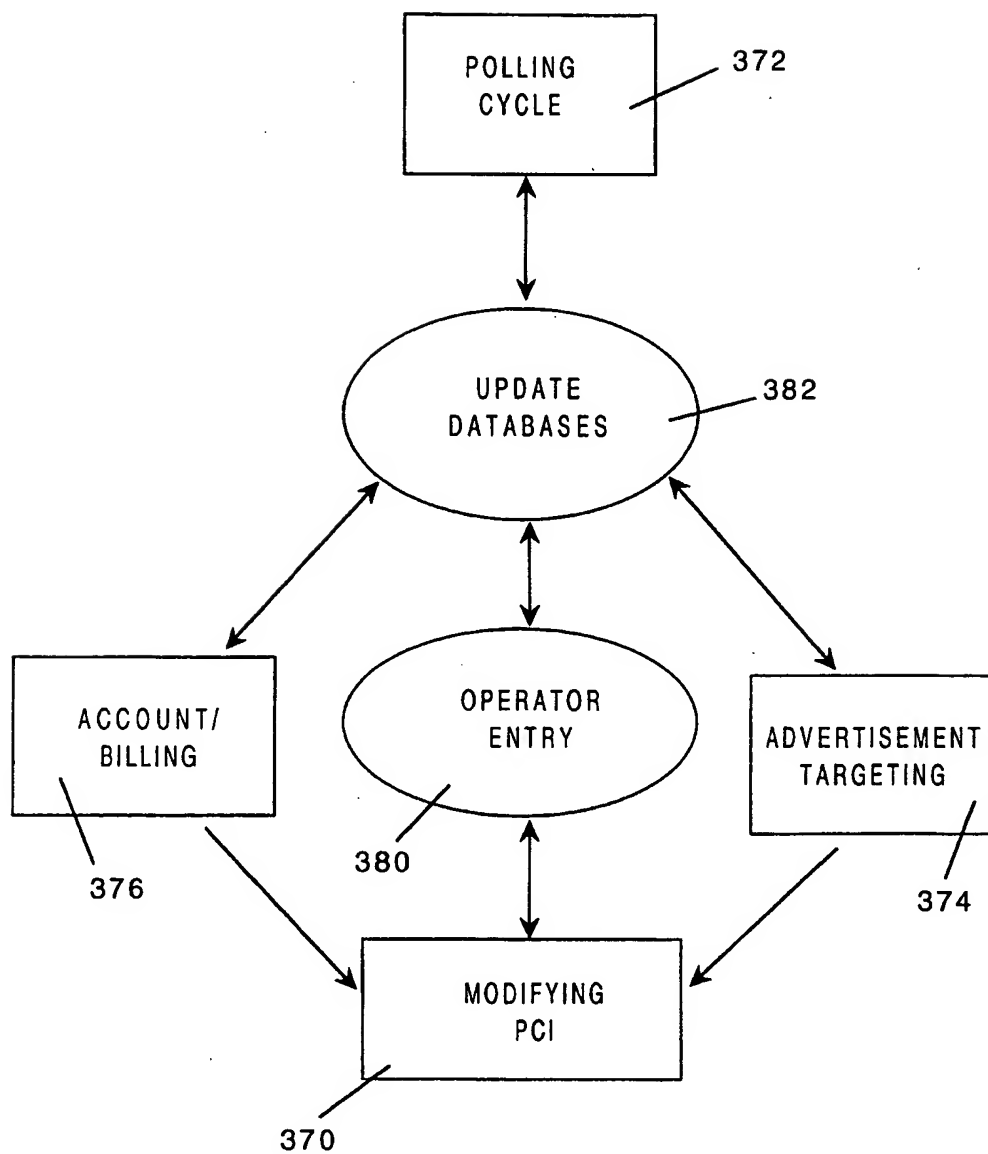 POLLING
CYCLE
372
UPDATE
DATABASES
382
ACCOUNT/
BILLING
376
OPERATOR
ENTRY
380
ADVERTISEMENT
TARGETING
374
MODIFYING
PCI
370